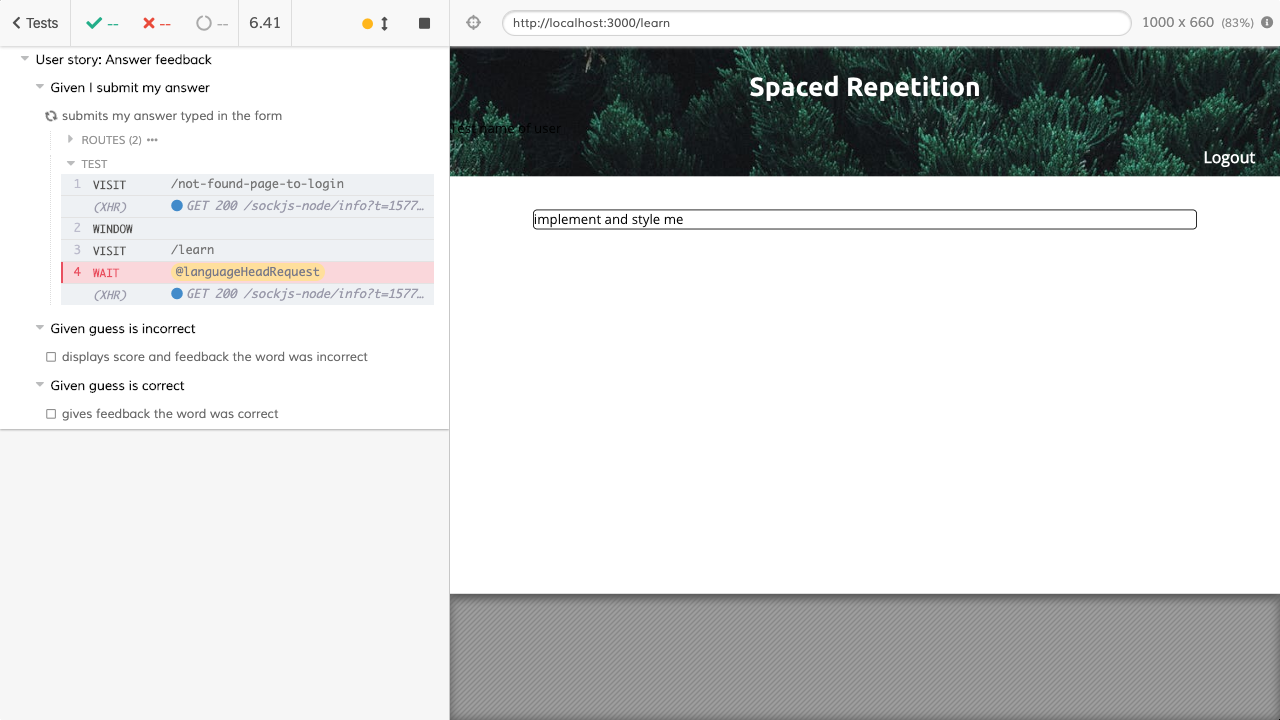 Tests
--
--
--
6.41
User story: Answer feedback
Given I submit my answer
submits my answer typed in the form
ROUTES (2) •••
TEST
1 VISIT /not-found-page-to-login
(XHR) GET 200 /sockjs-node/info?t=1577…
2 WINDOW
3 VISIT /learn
4 WAIT @languageHeadRequest
(XHR) GET 200 /sockjs-node/info?t=1577…
Given guess is incorrect
displays score and feedback the word was incorrect
Given guess is correct
gives feedback the word was correct
http://localhost:3000/learn
1000 x 660 (83%)
Spaced Repetition
Test name of user
Logout
implement and style me